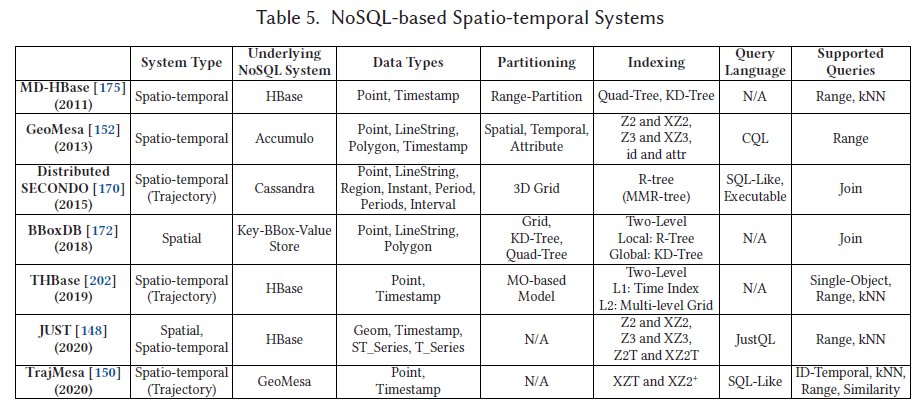 Table 5. NoSQL-based Spatio-temporal Systems
System Type
Underlying
NoSQL System
Data Types
Partitioning
Indexing
Query
Language
Supported
Queries
MD-HBase [175]
(2011)
Spatio-temporal
HBase
Point, Timestamp
Range-Partition
Quad-Tree, KD-Tree
N/A
Range, kNN
GeoMesa [152]
(2013)
Spatio-temporal
Accumulo
Point, LineString,
Polygon, Timestamp
Spatial, Temporal,
Attribute
Z2 and XZ2,
Z3 and XZ3,
id and attr
CQL
Range
Distributed
SECONDO [170]
(2015)
Spatio-temporal
(Trajectory)
Cassandra
Point, LineString,
Region, Instant, Period,
Periods, Interval
3D Grid
R-tree
(MMR-tree)
SQL-Like,
Executable
Join
BBoxDB [172]
(2018)
Spatial
Key-BBox-Value
Store
Point, LineString,
Polygon
Grid,
KD-Tree,
Quad-Tree
Two-Level
Local: R-Tree
Global: KD-Tree
N/A
Join
THBase [202]
(2019)
Spatio-temporal
(Trajectory)
HBase
Point,
Timestamp
MO-based
Model
Two-Level
L1: Time Index
L2: Multi-level Grid
N/A
Single-Object,
Range, kNN
JUST [148]
(2020)
Spatial,
Spatio-temporal
HBase
Geom, Timestamp,
ST_Series, T_Series
N/A
Z2 and XZ2,
Z3 and XZ3,
Z2T and XZ2T
JustQL
Range, kNN
TrajMesa [150]
(2020)
Spatio-temporal
(Trajectory)
GeoMesa
Point,
Timestamp
N/A
XZT and XZ2⁺
SQL-Like
ID-Temporal, kNN,
Range, Similarity